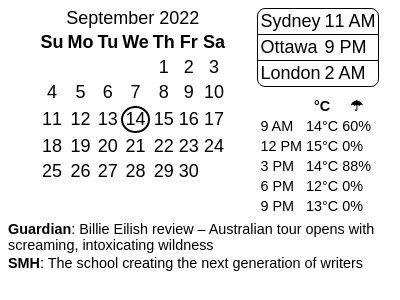 September 2022
Su Mo Tu We Th Fr Sa
1 2 3
4 5 6 7 8 9 10
11 12 13 14 15 16 17
18 19 20 21 22 23 24
25 26 27 28 29 30
Sydney 11 AM
Ottawa 9 PM
London 2 AM
°C ☂
9 AM 14°C 60%
12 PM 15°C 0%
3 PM 14°C 88%
6 PM 12°C 0%
9 PM 13°C 0%
Guardian: Billie Eilish review – Australian tour opens with
screaming, intoxicating wildness
SMH: The school creating the next generation of writers